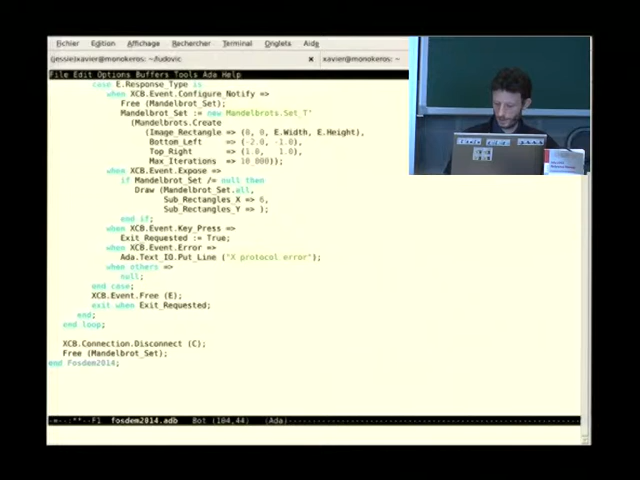 Fichier Edition Affichage Rechercher Terminal Onglets Aide
(jessie)xavier@monokeros: ~/ludovic × xavier@monokeros: ~
File Edit Options Buffers Tools Ada Help
case E.Response_Type is
when XCB.Event.Configure_Notify =>
Free (Mandelbrot_Set);
Mandelbrot_Set := new Mandelbrots.Set_T'
(Mandelbrots.Create
(Image_Rectangle => (0, 0, E.Width, E.Height),
Bottom_Left => (-2.0, -1.0),
Top_Right => (1.0, 1.0),
Max_Iterations => 10_000));
when XCB.Event.Expose =>
if Mandelbrot_Set /= null then
Draw (Mandelbrot_Set.all,
Sub_Rectangles_X => 6,
Sub_Rectangles_Y => );
end if;
when XCB.Event.Key_Press =>
Exit_Requested := True;
when XCB.Event.Error =>
Ada.Text_IO.Put_Line ("X protocol error");
when others =>
null;
end case;
XCB.Event.Free (E);
exit when Exit_Requested;
end;
end loop;
XCB.Connection.Disconnect (C);
Free (Mandelbrot_Set);
end Fosdem2014;
fosdem2014.adb Bot (104,44) (Ada)